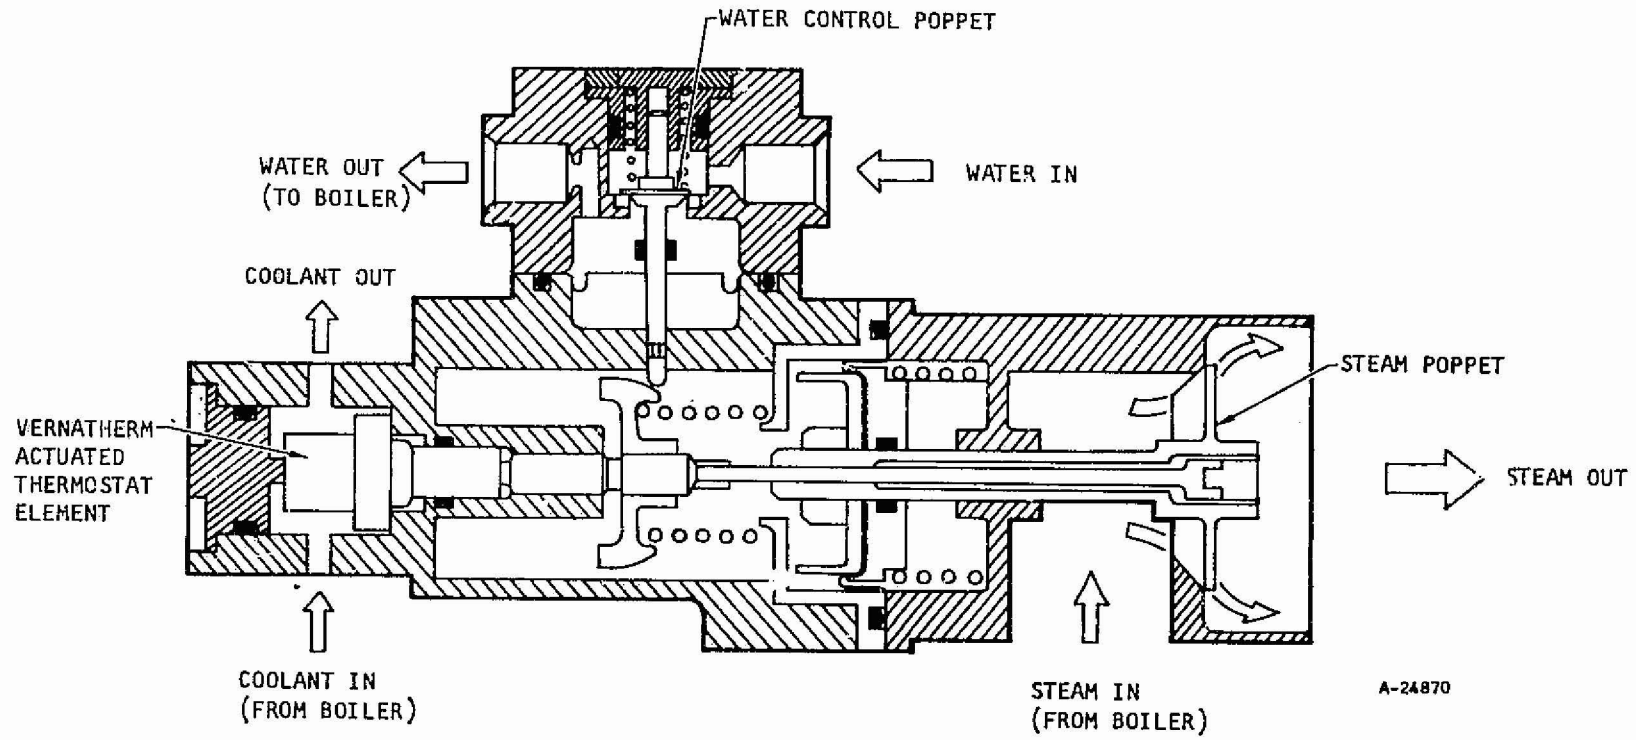 WATER CONTROL POPPET
WATER OUT
(TO BOILER)
WATER IN
COOLANT OUT
STEAM POPPET
VERNATHERM
ACTUATED
THERMOSTAT
ELEMENT
STEAM OUT
COOLANT IN
(FROM BOILER)
STEAM IN
(FROM BOILER)
A-24870